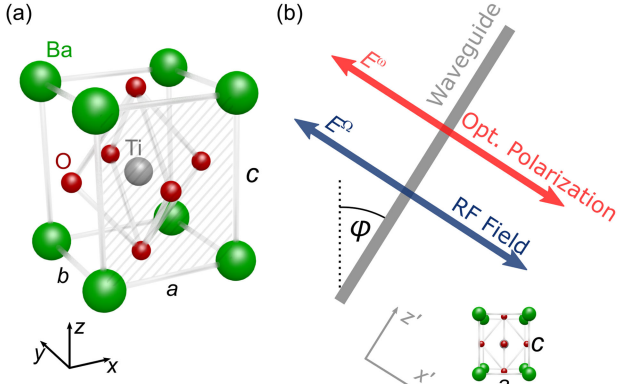 (a)
Ba
O
Ti
c
b
a
z
y
x
(b)
Waveguide
E^ω
Opt. Polarization
E^Ω
RF Field
φ
z'
x'
c
a